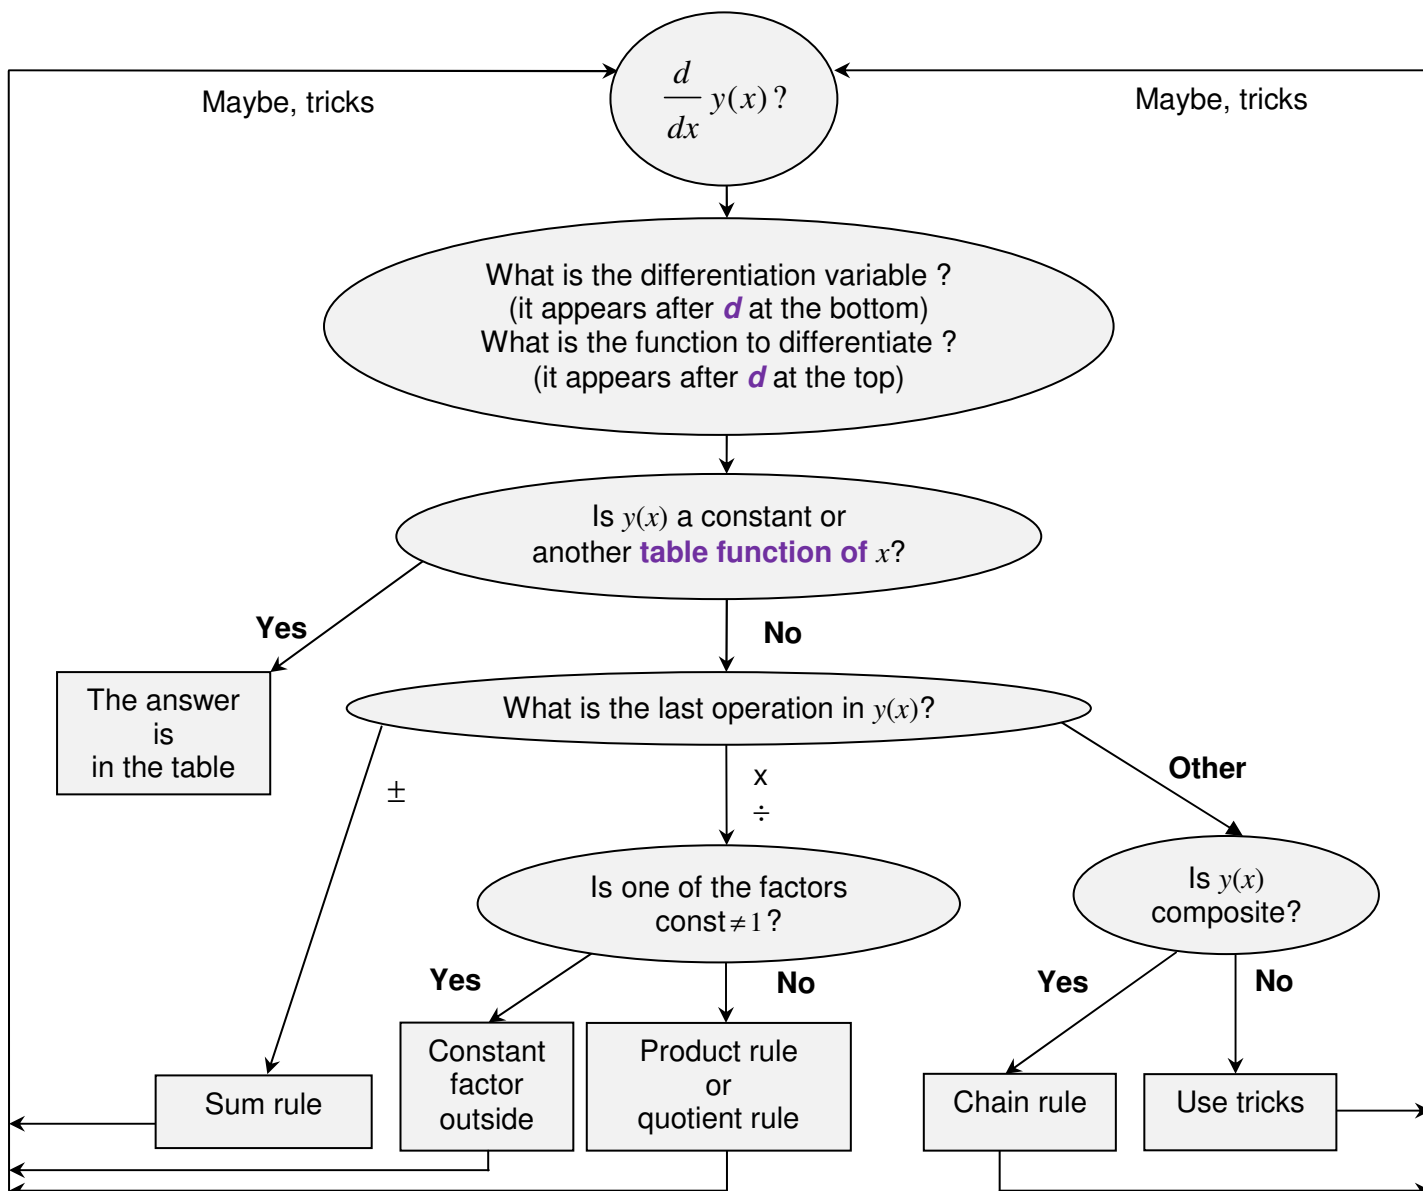 d
dx
y(x)?
Maybe, tricks
Maybe, tricks
What is the differentiation variable ?
(it appears after d at the bottom)
What is the function to differentiate ?
(it appears after d at the top)
Is y(x) a constant or
another table function of x?
Yes
No
The answer
is
in the table
What is the last operation in y(x)?
±
x
÷
Other
Is one of the factors
const≠1?
Is y(x)
composite?
Yes
No
Yes
No
Constant
factor
outside
Product rule
or
quotient rule
Sum rule
Chain rule
Use tricks